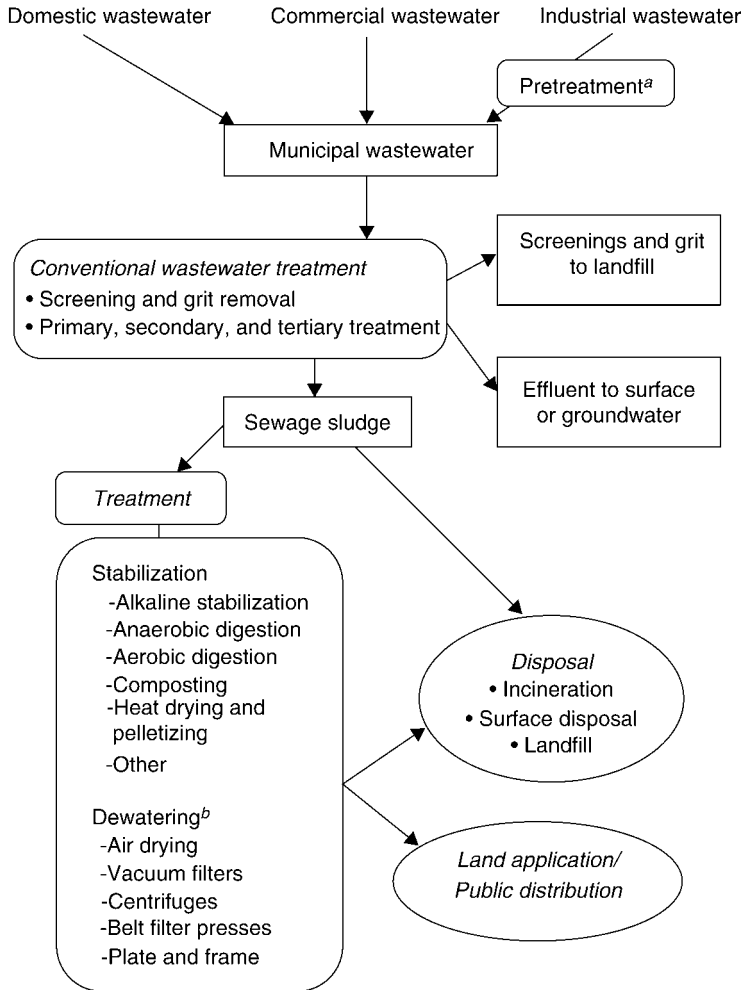 Domestic wastewater
Commercial wastewater
Industrial wastewater
Pretreatmentᵃ
Municipal wastewater
Conventional wastewater treatment
• Screening and grit removal
• Primary, secondary, and tertiary treatment
Screenings and grit
to landfill
Effluent to surface
or groundwater
Sewage sludge
Treatment
Stabilization
-Alkaline stabilization
-Anaerobic digestion
-Aerobic digestion
-Composting
-Heat drying and
pelletizing
-Other
Dewateringᵇ
-Air drying
-Vacuum filters
-Centrifuges
-Belt filter presses
-Plate and frame
Disposal
• Incineration
• Surface disposal
• Landfill
Land application/
Public distribution